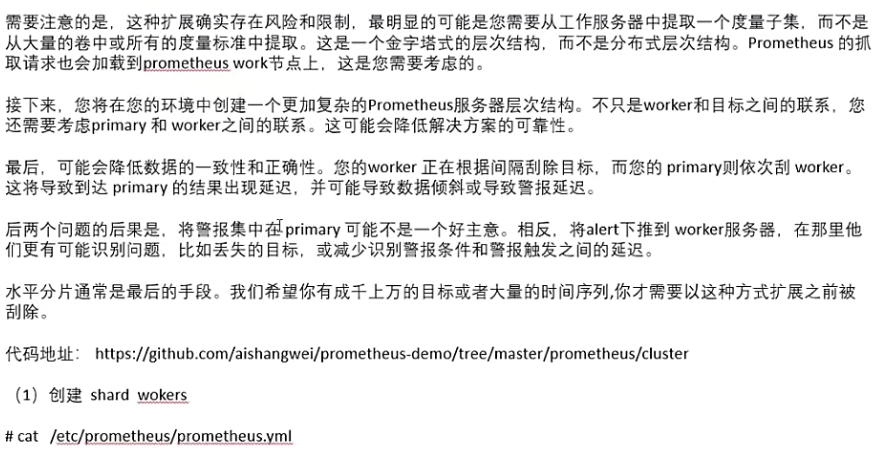 需要注意的是，这种扩展确实存在风险和限制，最明显的可能是您需要从工作服务器中提取一个度量子集，而不是
从大量的卷中或所有的度量标准中提取。这是一个金字塔式的层次结构，而不是分布式层次结构。Prometheus 的抓
取请求也会加载到prometheus work节点上，这是您需要考虑的。
接下来，您将在您的环境中创建一个更加复杂的Prometheus服务器层次结构。不只是worker和目标之间的联系，您
还需要考虑primary 和 worker之间的联系。这可能会降低解决方案的可靠性。
最后，可能会降低数据的一致性和正确性。您的worker 正在根据间隔刮除目标，而您的 primary则依次刮 worker。
这将导致到达 primary 的结果出现延迟，并可能导致数据倾斜或导致警报延迟。
后两个问题的后果是，将警报集中在 primary 可能不是一个好主意。相反，将alert下推到 worker服务器，在那里他
们更有可能识别问题，比如丢失的目标，或减少识别警报条件和警报触发之间的延迟。
水平分片通常是最后的手段。我们希望你有成千上万的目标或者大量的时间序列,你才需要以这种方式扩展之前被
刮除。
代码地址： https://github.com/aishangwei/prometheus-demo/tree/master/prometheus/cluster
（1）创建 shard wokers
# cat /etc/prometheus/prometheus.yml